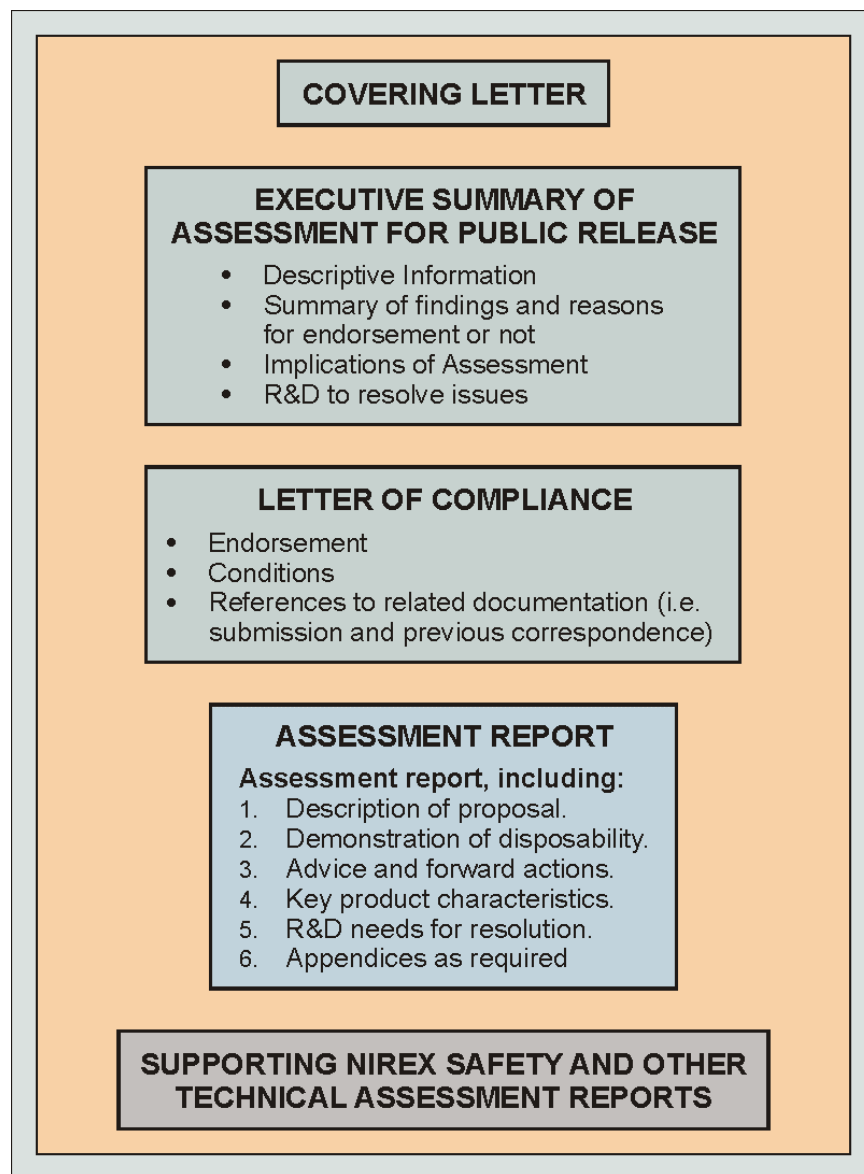 COVERING LETTER
EXECUTIVE SUMMARY OF
ASSESSMENT FOR PUBLIC RELEASE
• Descriptive Information
• Summary of findings and reasons
for endorsement or not
• Implications of Assessment
• R&D to resolve issues
LETTER OF COMPLIANCE
• Endorsement
• Conditions
• References to related documentation (i.e.
submission and previous correspondence)
ASSESSMENT REPORT
Assessment report, including:
1. Description of proposal.
2. Demonstration of disposability.
3. Advice and forward actions.
4. Key product characteristics.
5. R&D needs for resolution.
6. Appendices as required
SUPPORTING NIREX SAFETY AND OTHER
TECHNICAL ASSESSMENT REPORTS